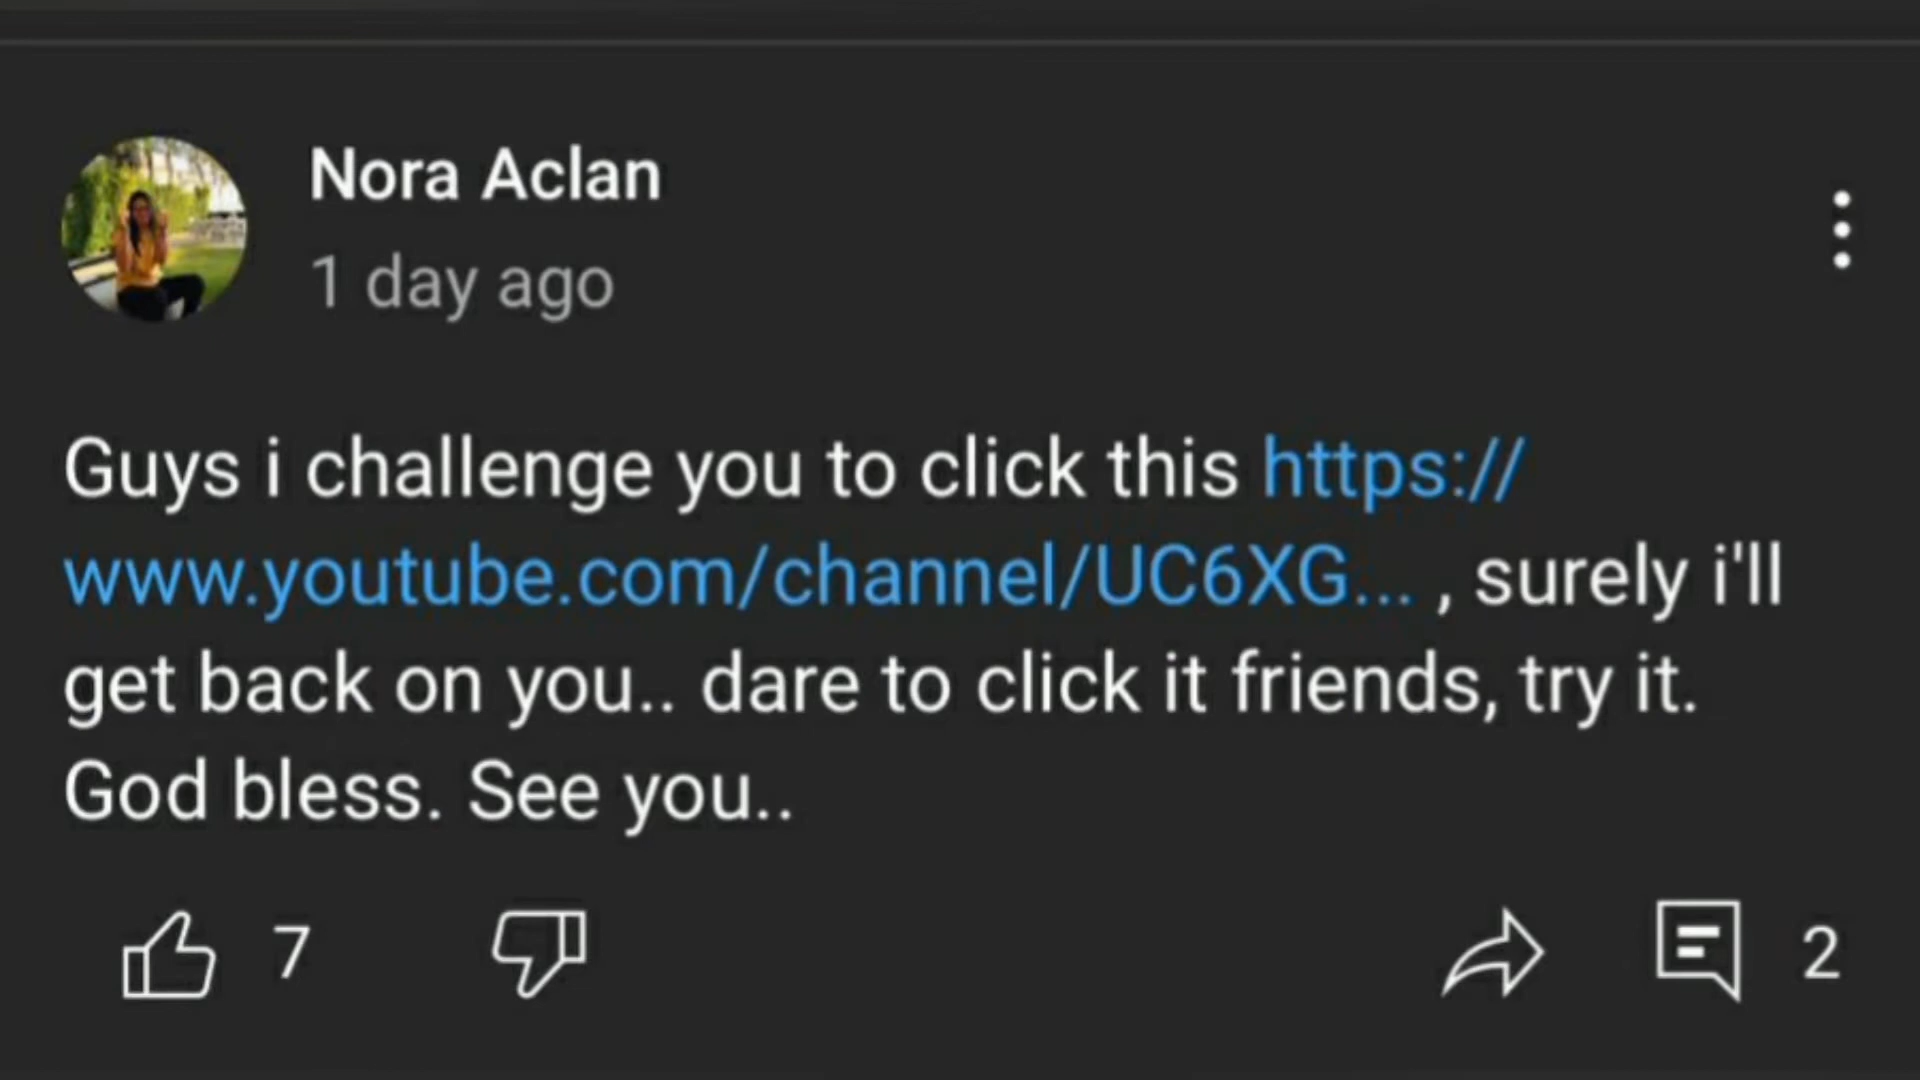 Nora Aclan
1 day ago
Guys i challenge you to click this https://
www.youtube.com/channel/UC6XG... , surely i'll
get back on you.. dare to click it friends, try it.
God bless. See you..
7 2